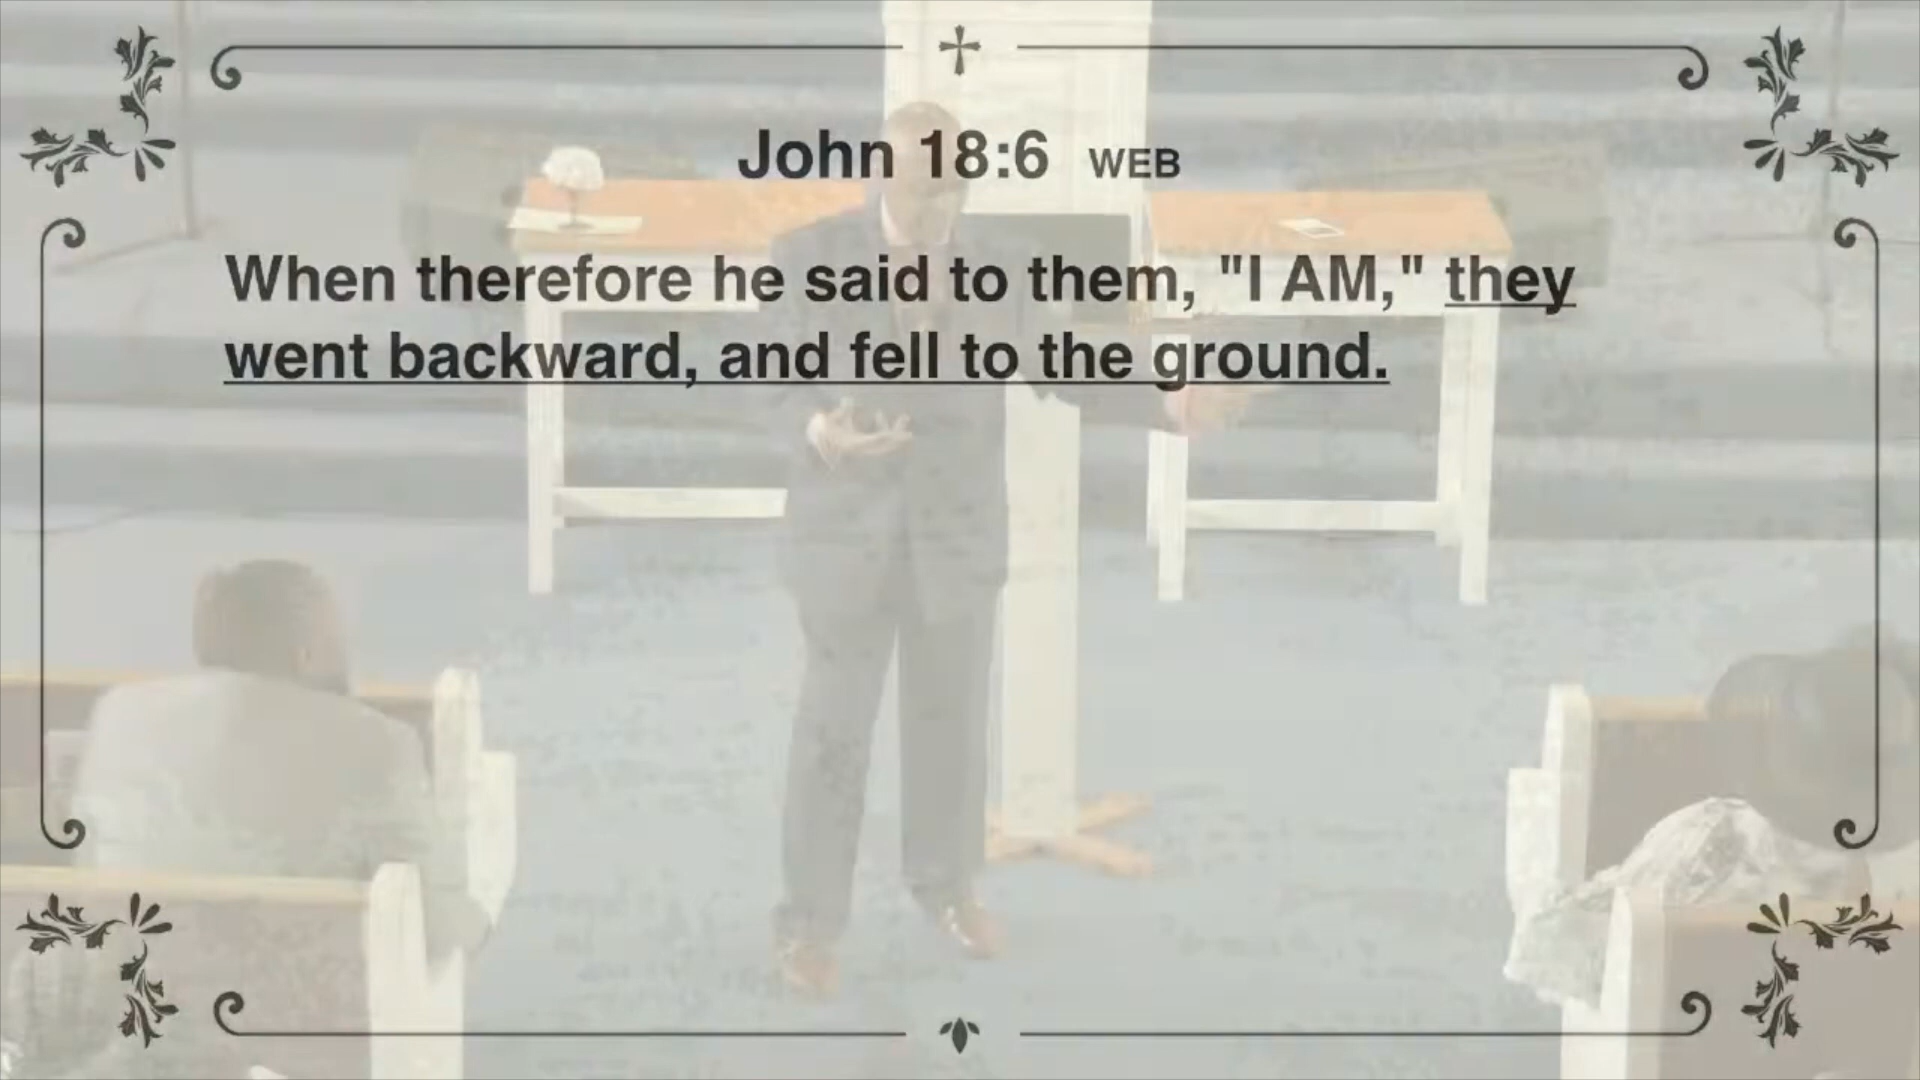 John 18:6 WEB
When therefore he said to them, "I AM," they
went backward, and fell to the ground.